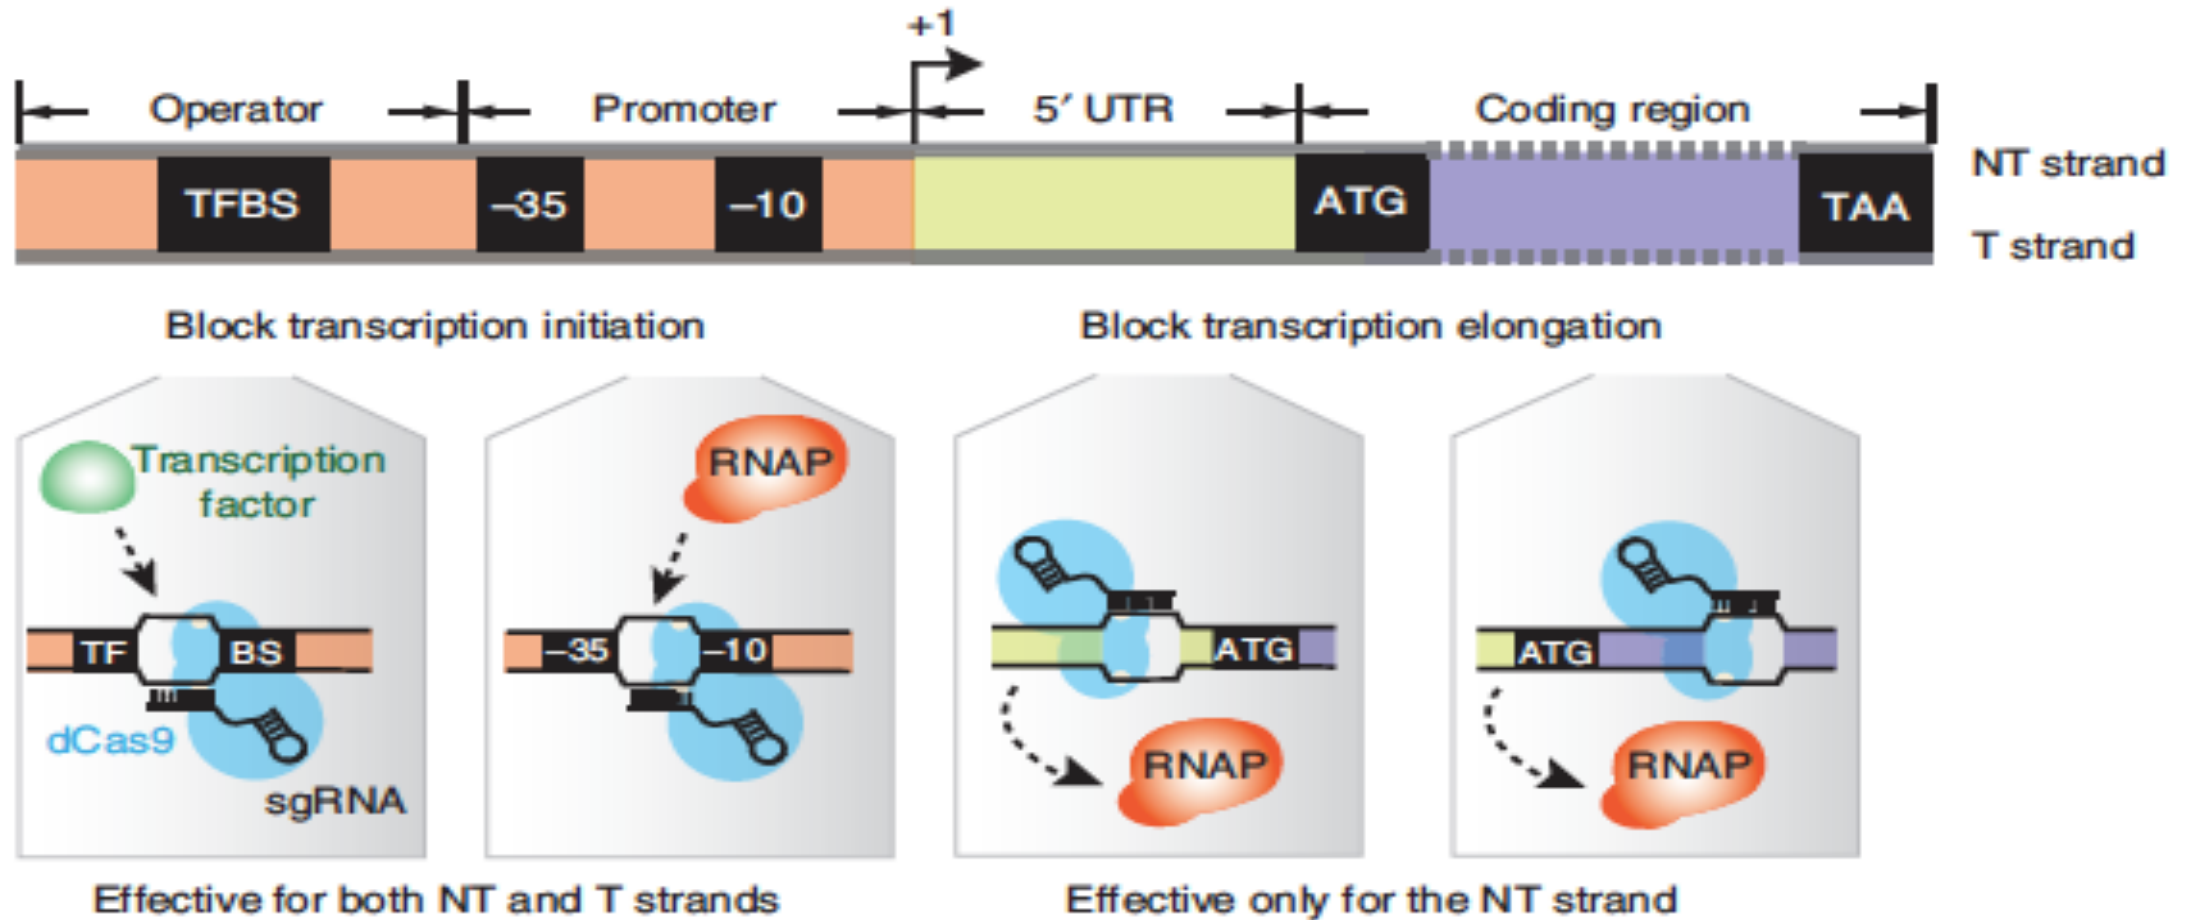 +1
Operator Promoter 5′ UTR Coding region
TFBS –35 –10 ATG TAA
NT strand
T strand
Block transcription initiation Block transcription elongation
Transcription
factor
RNAP
TF BS –35 –10 ATG ATG
dCas9
sgRNA
RNAP RNAP
Effective for both NT and T strands Effective only for the NT strand